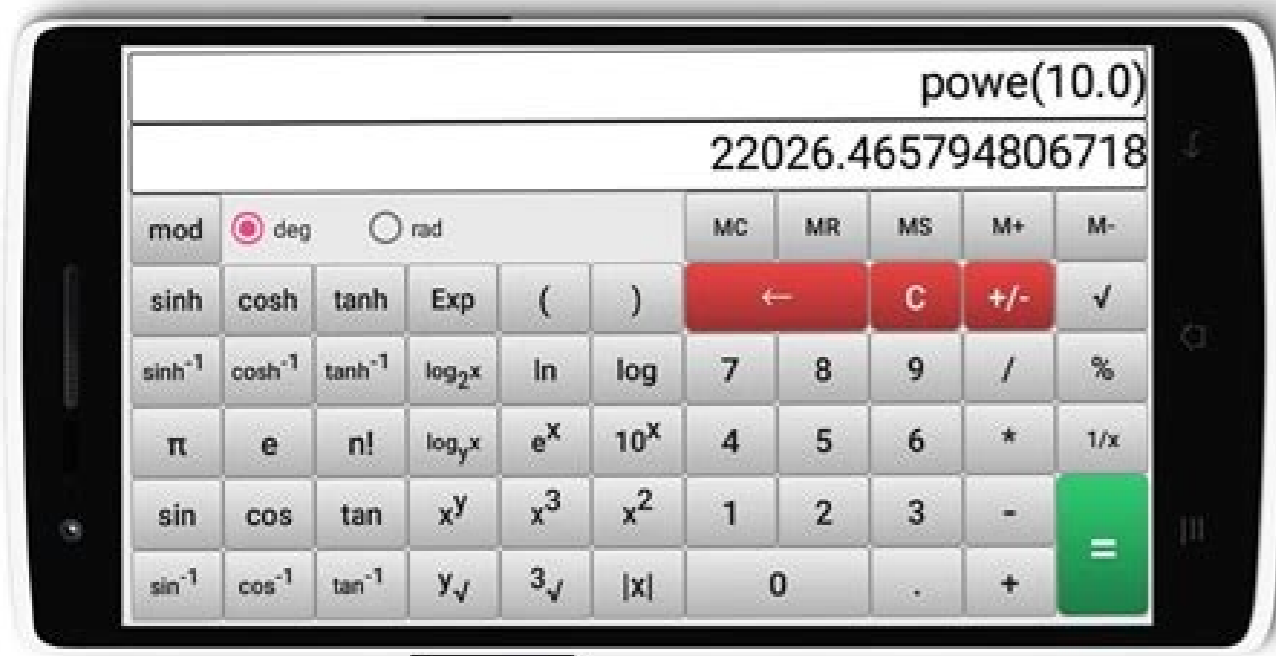 powe(10.0)
22026.465794806718
mod deg rad MC MR MS M+ M-
sinh cosh tanh Exp ( ) ← C +/- √
sinh⁻¹ cosh⁻¹ tanh⁻¹ log₂x ln log 7 8 9 / %
π e n! logᵧx eˣ 10ˣ 4 5 6 * 1/x
sin cos tan xʸ x³ x² 1 2 3 - =
sin⁻¹ cos⁻¹ tan⁻¹ y√ 3√ |x| 0 . +